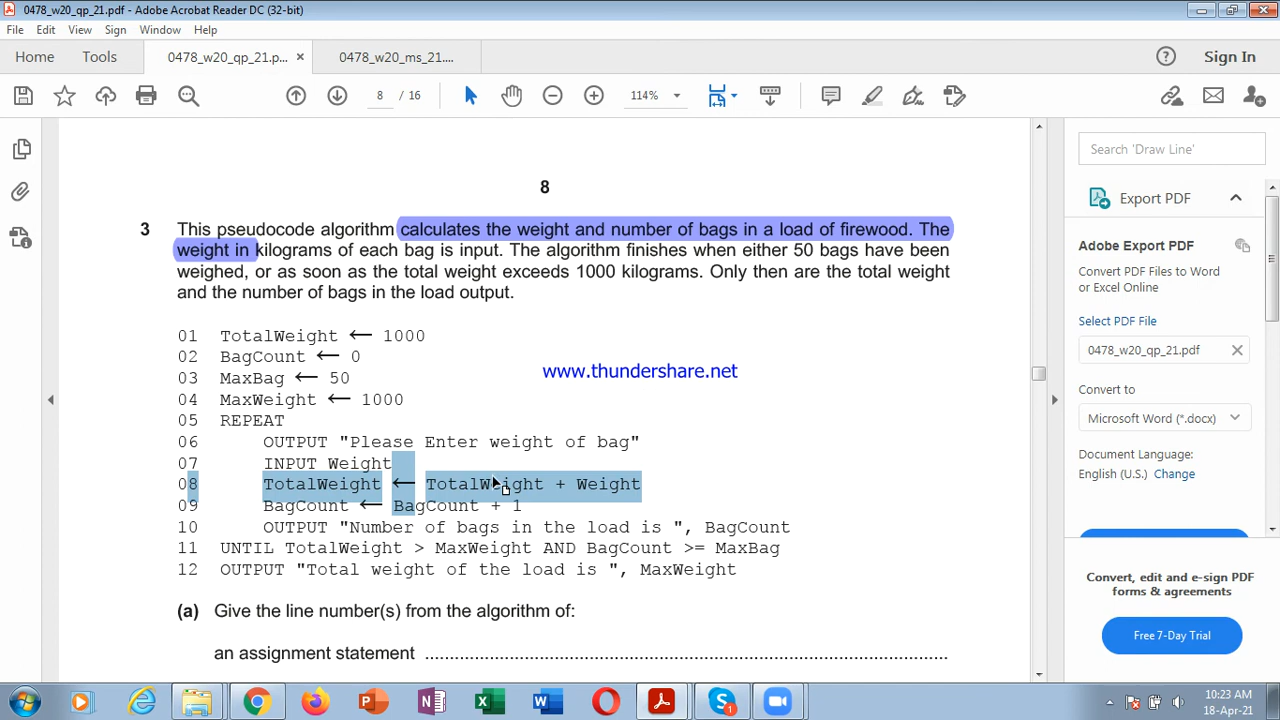 0478_w20_qp_21.pdf - Adobe Acrobat Reader DC (32-bit)
File Edit View Sign Window Help
Home Tools 0478_w20_qp_21.p... × 0478_w20_ms_21.... Sign In
8 / 16 114%
Search 'Draw Line'
8
Export PDF
3 This pseudocode algorithm calculates the weight and number of bags in a load of firewood. The
weight in kilograms of each bag is input. The algorithm finishes when either 50 bags have been
weighed, or as soon as the total weight exceeds 1000 kilograms. Only then are the total weight
and the number of bags in the load output.
Adobe Export PDF
Convert PDF Files to Word
or Excel Online
Select PDF File
0478_w20_qp_21.pdf
Convert to
Microsoft Word (*.docx)
Document Language:
English (U.S.) Change
01 TotalWeight ← 1000
02 BagCount ← 0
03 MaxBag ← 50
04 MaxWeight ← 1000
05 REPEAT
06 OUTPUT "Please Enter weight of bag"
07 INPUT Weight
08 TotalWeight ← TotalWeight + Weight
09 BagCount ← BagCount + 1
10 OUTPUT "Number of bags in the load is ", BagCount
11 UNTIL TotalWeight > MaxWeight AND BagCount >= MaxBag
12 OUTPUT "Total weight of the load is ", MaxWeight
www.thundershare.net
(a) Give the line number(s) from the algorithm of:
an assignment statement ................................................................
Convert, edit and e-sign PDF
forms & agreements
Free 7-Day Trial
10:23 AM
18-Apr-21